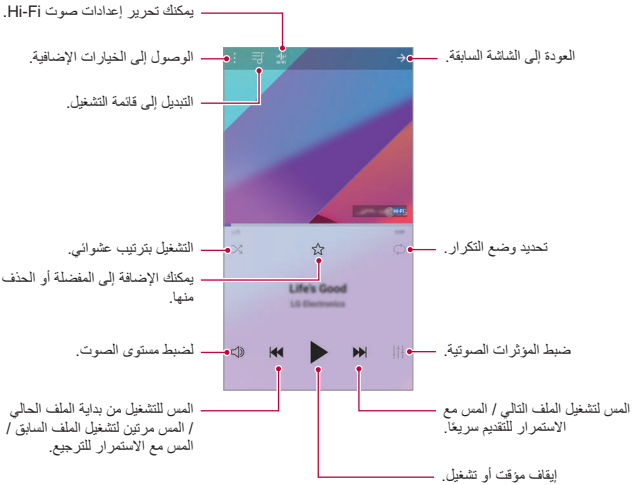 يمكنك تحرير إعدادات صوت Hi-Fi.
العودة إلى الشاشة السابقة.
الوصول إلى الخيارات الإضافية.
التبديل إلى قائمة التشغيل.
Hi-Fi
تحديد وضع التكرار.
التشغيل بترتيب عشوائي.
يمكنك الإضافة إلى المفضلة أو الحذف
منها.
Life's Good
LG Electronics
ضبط المؤثرات الصوتية.
لضبط مستوى الصوت.
المس لتشغيل الملف التالي / المس مع
الاستمرار للتقديم سريعًا.
المس للتشغيل من بداية الملف الحالي
/ المس مرتين لتشغيل الملف السابق /
المس مع الاستمرار للترجيع.
إيقاف مؤقت أو تشغيل.